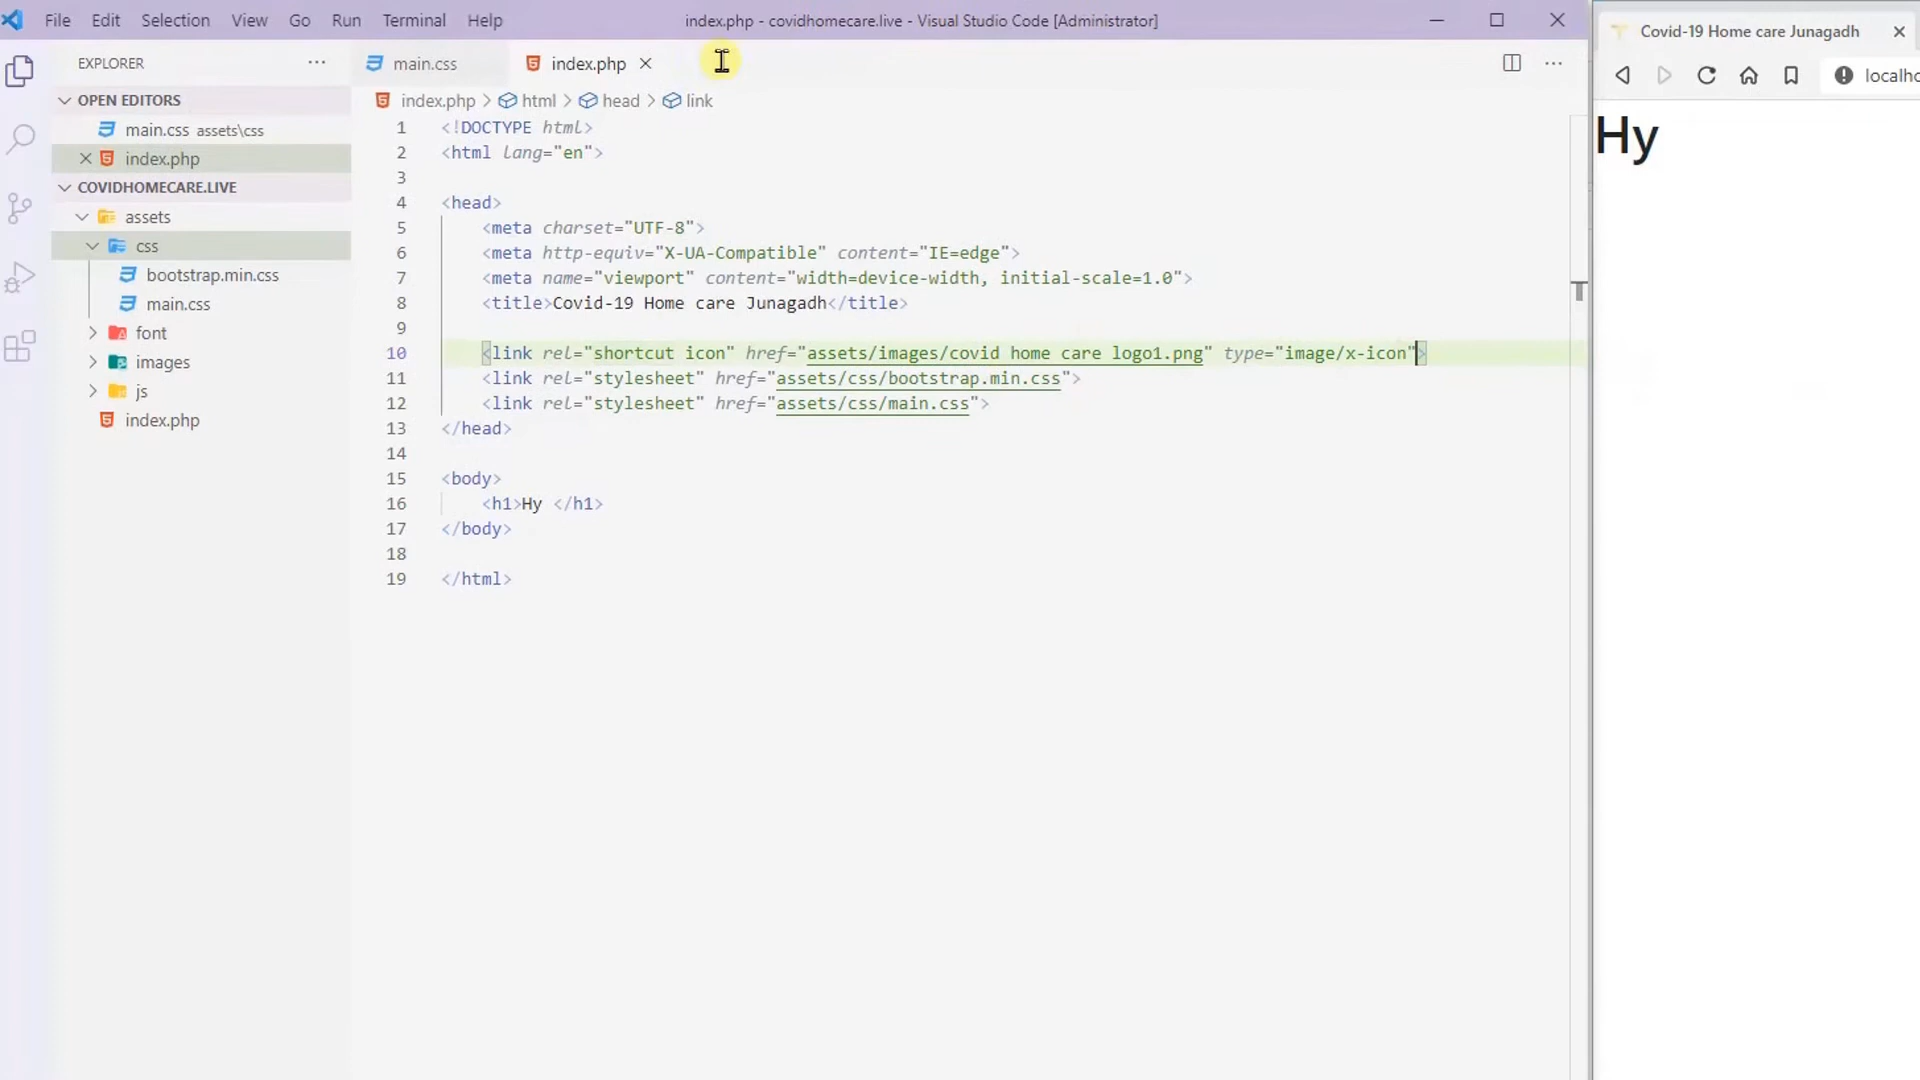 File Edit Selection View Go Run Terminal Help
index.php - covidhomecare.live - Visual Studio Code [Administrator]
EXPLORER
OPEN EDITORS
main.css assets\css
index.php
COVIDHOMECARE.LIVE
assets
css
bootstrap.min.css
main.css
font
images
js
index.php
main.css
index.php
index.php > html > head > link
1 <!DOCTYPE html>
2 <html lang="en">
3
4 <head>
5 <meta charset="UTF-8">
6 <meta http-equiv="X-UA-Compatible" content="IE=edge">
7 <meta name="viewport" content="width=device-width, initial-scale=1.0">
8 <title>Covid-19 Home care Junagadh</title>
9
10 <link rel="shortcut icon" href="assets/images/covid home care logo1.png" type="image/x-icon">
11 <link rel="stylesheet" href="assets/css/bootstrap.min.css">
12 <link rel="stylesheet" href="assets/css/main.css">
13 </head>
14
15 <body>
16 <h1>Hy </h1>
17 </body>
18
19 </html>
Covid-19 Home care Junagadh
localho
Hy